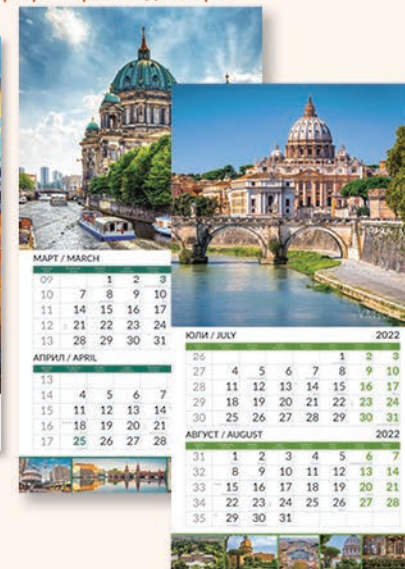 МАРТ / MARCH
09 1 2 3
10 7 8 9 10
11 14 15 16 17
12 21 22 23 24
13 28 29 30 31
АПРИЛ / APRIL
13
14 4 5 6 7
15 11 12 13 14
16 18 19 20 21
17 25 26 27 28
ЮЛИ / JULY 2022
26 1 2 3
27 4 5 6 7 8 9 10
28 11 12 13 14 15 16 17
29 18 19 20 21 22 23 24
30 25 26 27 28 29 30 31
АВГУСТ / AUGUST 2022
31 1 2 3 4 5 6 7
32 8 9 10 11 12 13 14
33 15 16 17 18 19 20 21
34 22 23 24 25 26 27 28
35 29 30 31